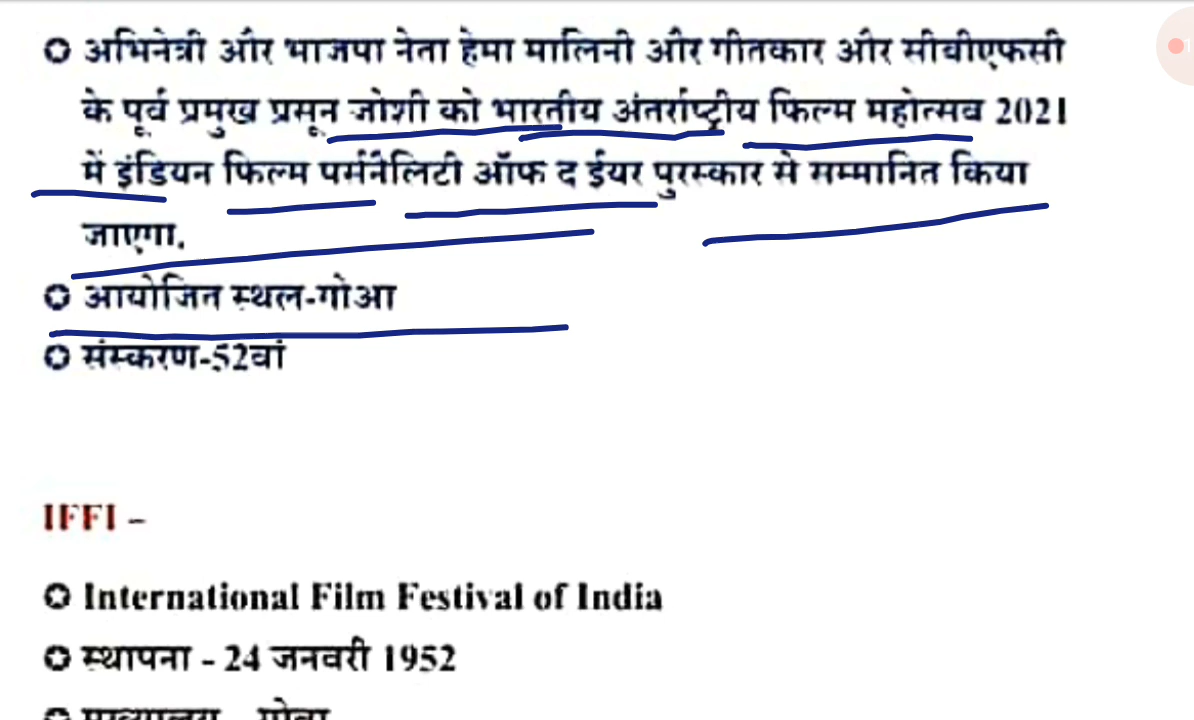 ✪ अभिनेत्री और भाजपा नेता हेमा मालिनी और गीतकार और सीबीएफसी
के पूर्व प्रमुख प्रसून जोशी को भारतीय अंतर्राष्ट्रीय फिल्म महोत्सव 2021
में इंडियन फिल्म पर्सनेलिटी ऑफ द ईयर पुरस्कार से सम्मानित किया
जाएगा.
✪ आयोजित स्थल-गोआ
✪ संस्करण-52वां
IFFI –
✪ International Film Festival of India
✪ स्थापना - 24 जनवरी 1952